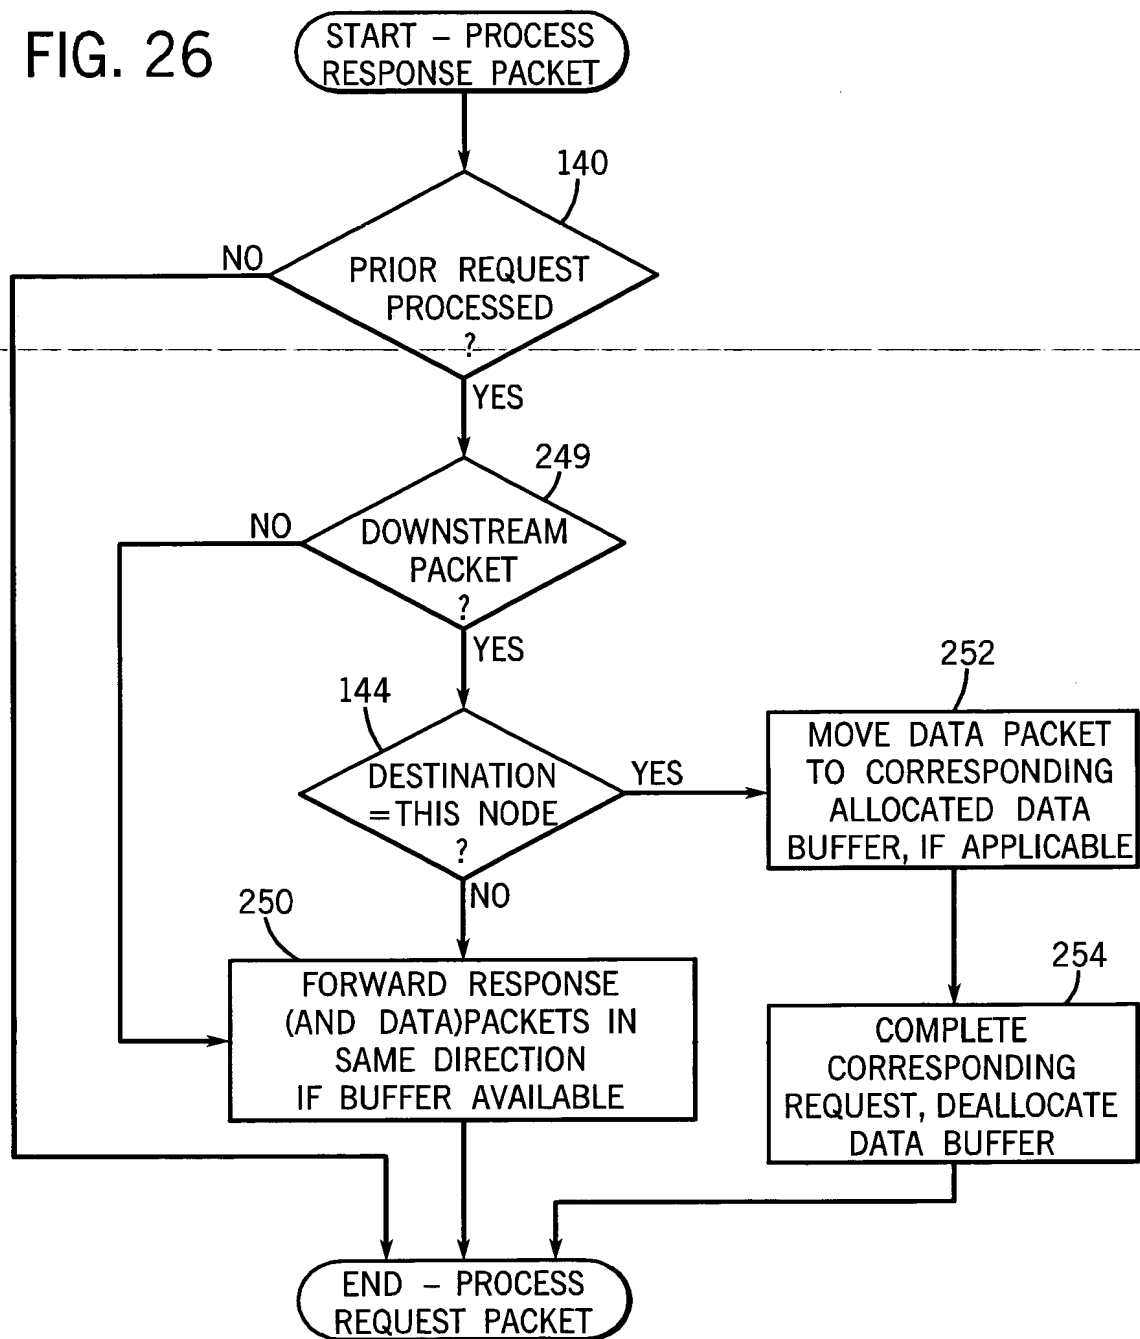 FIG. 26
START – PROCESS
RESPONSE PACKET
140
NO
PRIOR REQUEST
PROCESSED
?
YES
249
NO
DOWNSTREAM
PACKET
?
YES
144
DESTINATION
=THIS NODE
?
YES
NO
252
MOVE DATA PACKET
TO CORRESPONDING
ALLOCATED DATA
BUFFER, IF APPLICABLE
250
FORWARD RESPONSE
(AND DATA)PACKETS IN
SAME DIRECTION
IF BUFFER AVAILABLE
254
COMPLETE
CORRESPONDING
REQUEST, DEALLOCATE
DATA BUFFER
END – PROCESS
REQUEST PACKET